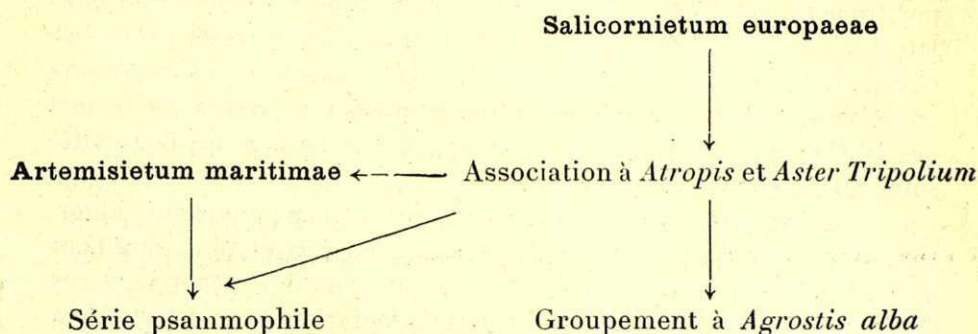 Salicornietum europaeae
Artemisietum maritimae Association à Atropis et Aster Tripolium
Série psammophile Groupement à Agrostis alba